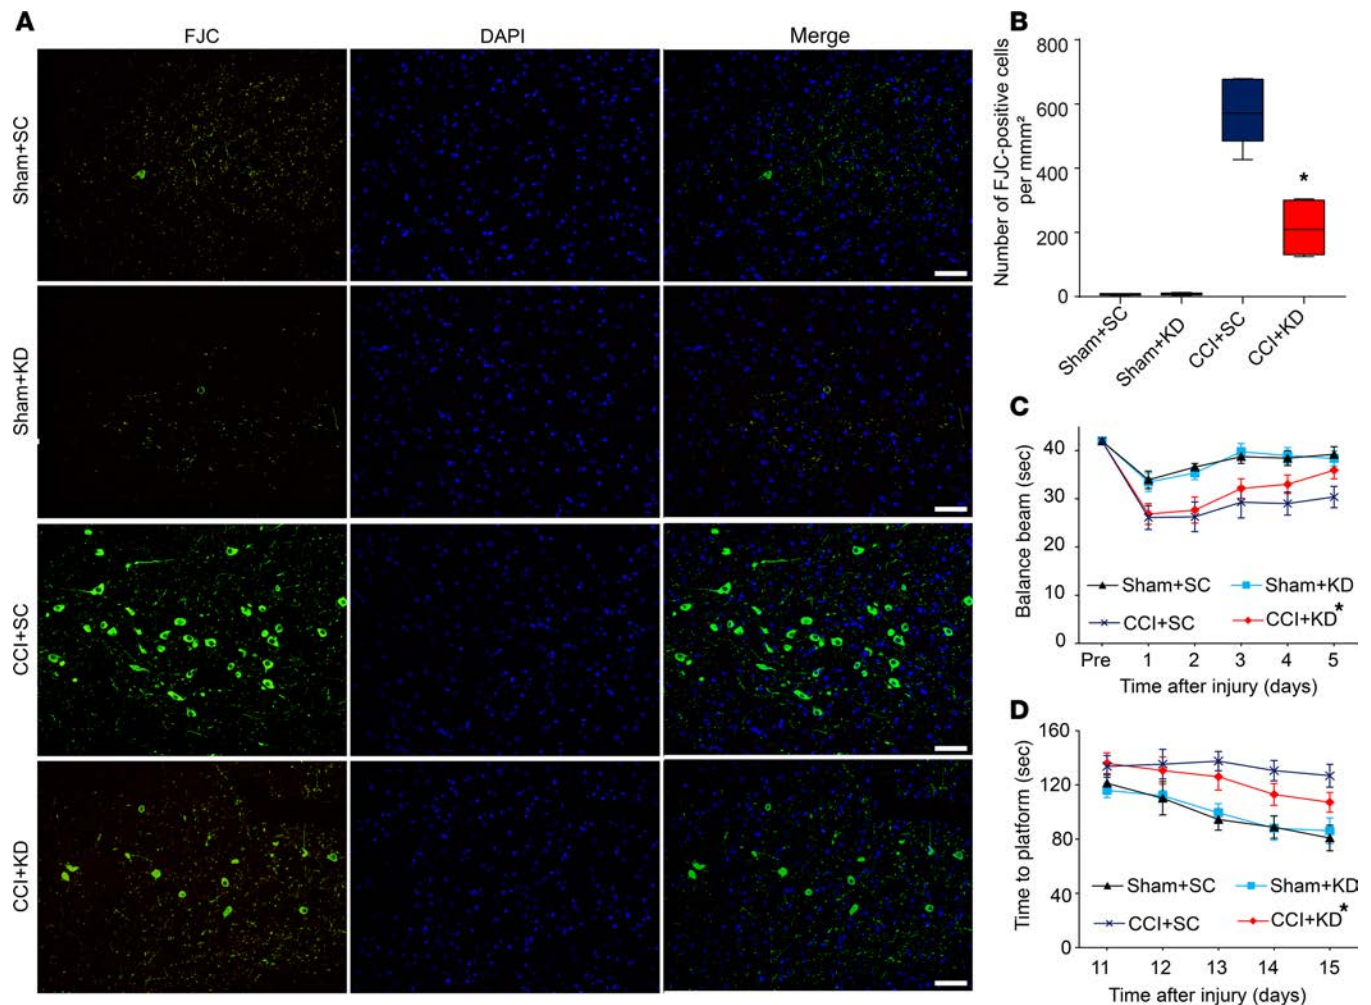 A
FJC
DAPI
Merge
Sham+SC
Sham+KD
CCI+SC
CCI+KD
B
Number of FJC-positive cells
per mmm²
800
600
400
200
0
Sham+SC
Sham+KD
CCI+SC
CCI+KD
*
C
Balance beam (sec)
40
30
20
10
0
Sham+SC
Sham+KD
CCI+SC
CCI+KD*
Pre 1 2 3 4 5
Time after injury (days)
D
Time to platform (sec)
160
120
80
40
0
Sham+SC
Sham+KD
CCI+SC
CCI+KD*
11 12 13 14 15
Time after injury (days)